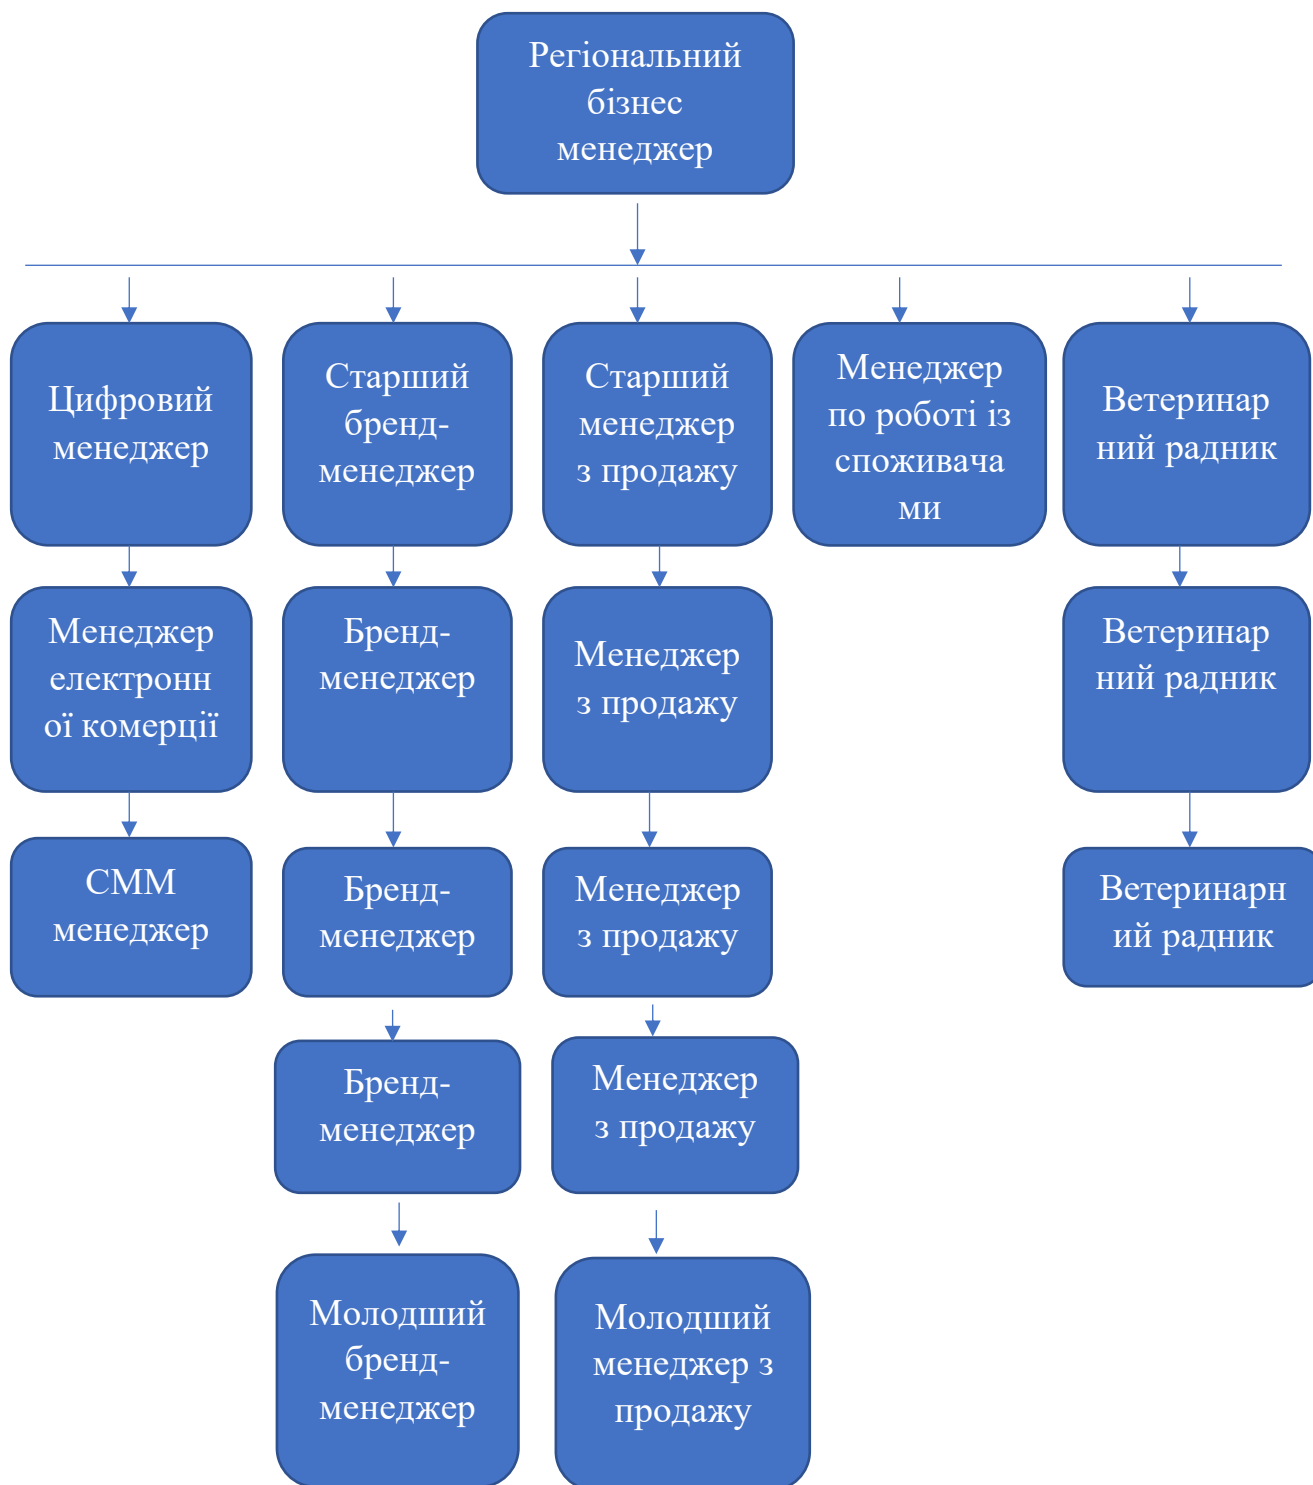 Регіональний
бізнес
менеджер
Цифровий
менеджер
Старший
бренд-
менеджер
Старший
менеджер
з продажу
Менеджер
по роботі із
споживача
ми
Ветеринар
ний радник
Менеджер
електронн
ої комерції
Бренд-
менеджер
Менеджер
з продажу
Ветеринар
ний радник
СММ
менеджер
Бренд-
менеджер
Менеджер
з продажу
Ветеринарн
ий радник
Бренд-
менеджер
Менеджер
з продажу
Молодший
бренд-
менеджер
Молодший
менеджер з
продажу